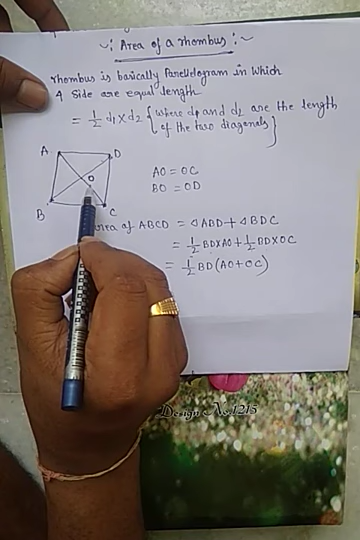 : Area of a rhombus :
rhombus is basically Parellelogram in which
4 Side are equal length
= 1/2 d1 x d2 { where d1 and d2 are the length
of the two diagonals }
A D
O
B C
AO = OC
BO = OD
Area of ABCD = △ABD + △BDC
= 1/2 BD x AO + 1/2 BD x OC
= 1/2 BD (AO + OC)
Design No. 1215